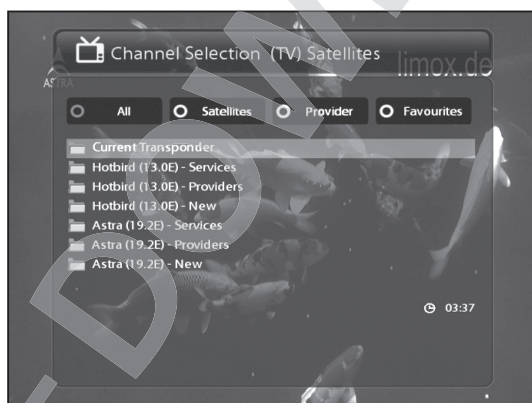 Channel Selection (TV) Satellites
limox.de
ASTRA
All Satellites Provider Favourites
Current Transponder
Hotbird (13.0E) - Services
Hotbird (13.0E) - Providers
Hotbird (13.0E) - New
Astra (19.2E) - Services
Astra (19.2E) - Providers
Astra (19.2E) - New
03:37